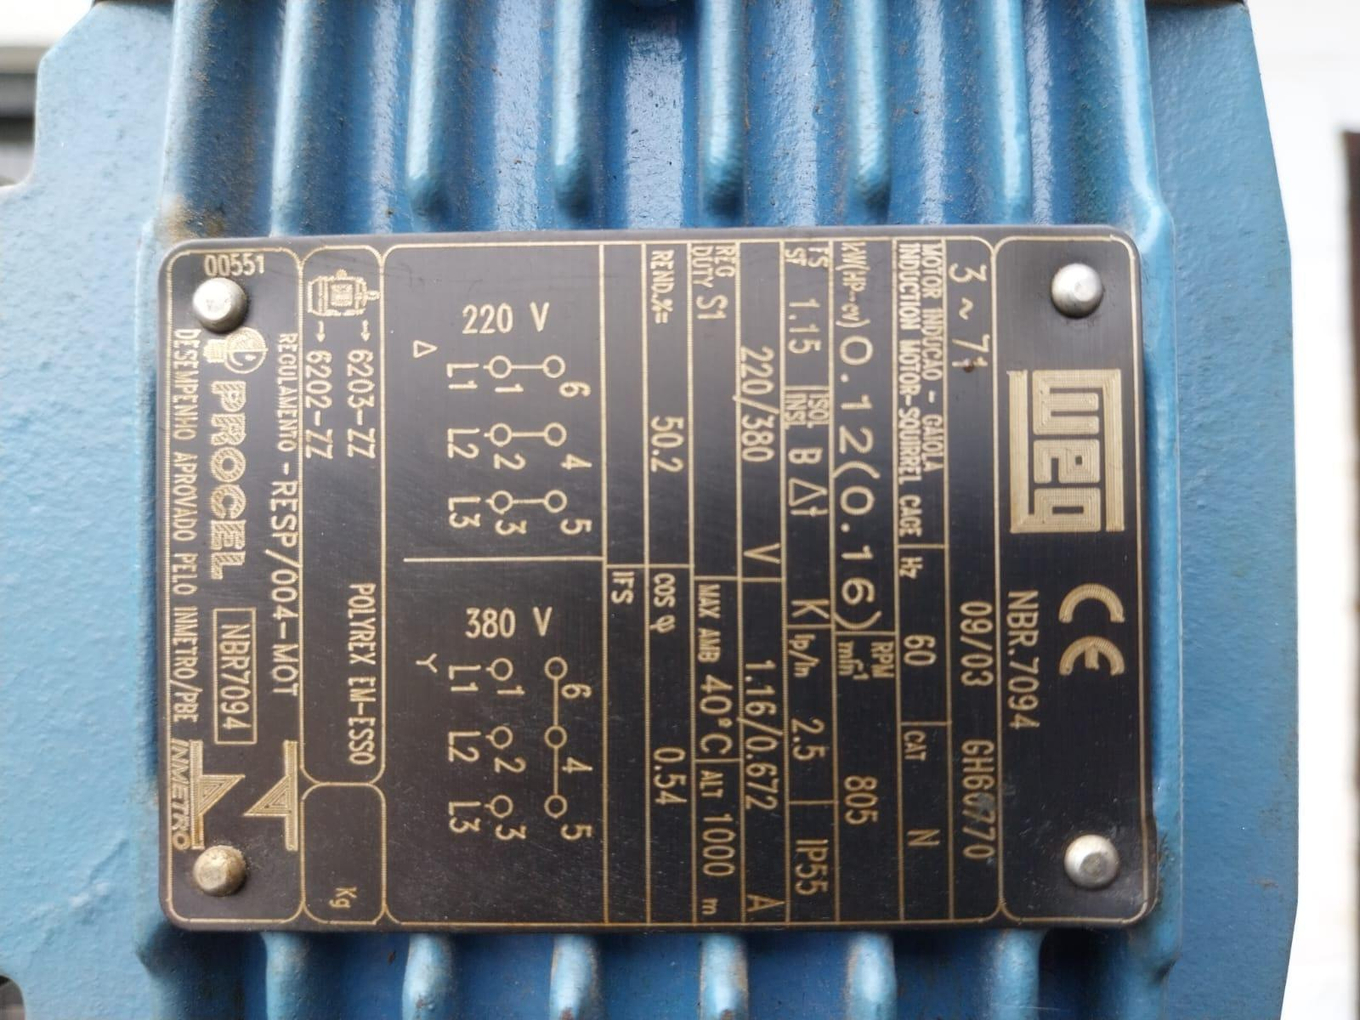 weg
CE
NBR.7094
3 ~ 71
09/03
MOTOR INDUÇÃO - GAIOLA
INDUCTION MOTOR-SQUIRREL CAGE
Hz 60
CAT N
kW(HP-cv) 0.12(0.16)
RPM
min-1
805
FS
SF 1.15
ISOL
INSL B Δt K
Ip/In 2.5
IP55
220/380 V
1.16/0.672 A
REG
DUTY S1
MAX AMB 40°C
ALT 1000 m
REND.%= 50.2
COS φ 0.54
IFS
220 V
380 V
6 4 5
6 4 5
1 2 3
1 2 3
Δ L1 L2 L3
Y L1 L2 L3
→ 6203-ZZ
→ 6202-ZZ
POLYREX EM-ESSO
Kg
00551
REGULAMENTO -RESP/004-MOT
PROCEL
NBR7094
DESEMPENHO APROVADO PELO INMETRO/PBE
INMETRO